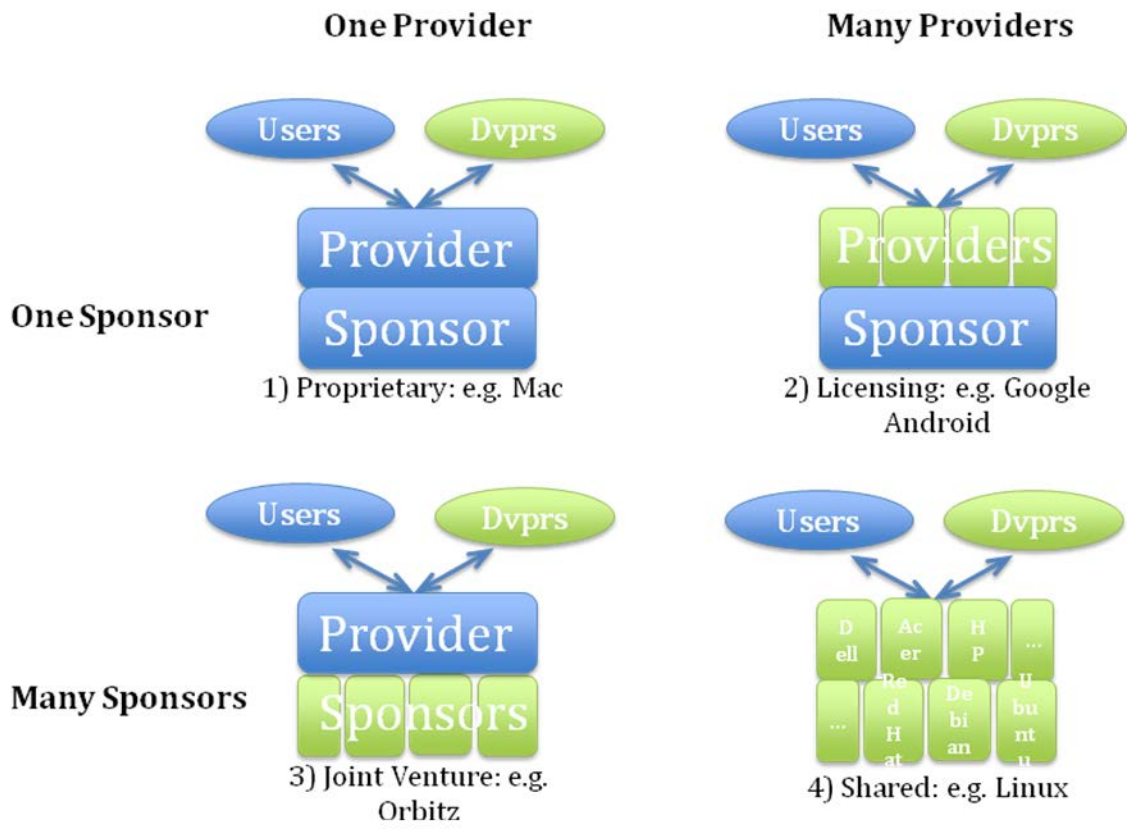 One Provider
Many Providers
Users
Dvprs
Users
Dvprs
Provider
Providers
One Sponsor
Sponsor
Sponsor
1) Proprietary: e.g. Mac
2) Licensing: e.g. Google
Android
Users
Dvprs
Users
Dvprs
Provider
D
ell
Ac
er
H
P
...
Many Sponsors
Sponsors
...
Re
d
H
at
De
bi
an
U
bu
nt
u
3) Joint Venture: e.g.
Orbitz
4) Shared: e.g. Linux